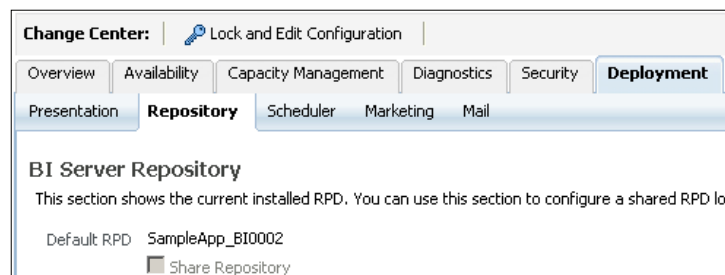 Change Center: Lock and Edit Configuration
Overview Availability Capacity Management Diagnostics Security Deployment
Presentation Repository Scheduler Marketing Mail
BI Server Repository
This section shows the current installed RPD. You can use this section to configure a shared RPD lo
Default RPD SampleApp_BI0002
Share Repository